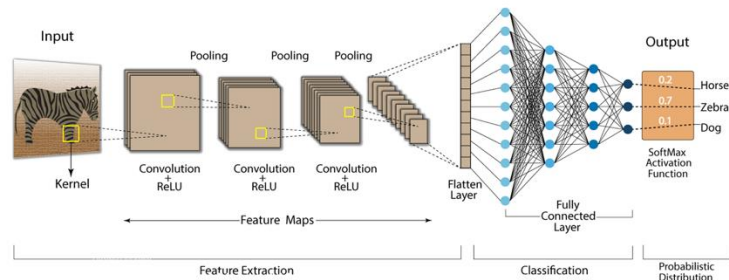 Input
Pooling Pooling Pooling
Output
0.2
Horse
0.7
Zebra
0.1
Dog
SoftMax
Activation
Function
Kernel
Convolution
+
ReLU
Convolution
+
ReLU
Convolution
+
ReLU
Flatten
Layer
Fully
Connected
Layer
Feature Maps
Feature Extraction
Classification
Probabilistic
Distribution